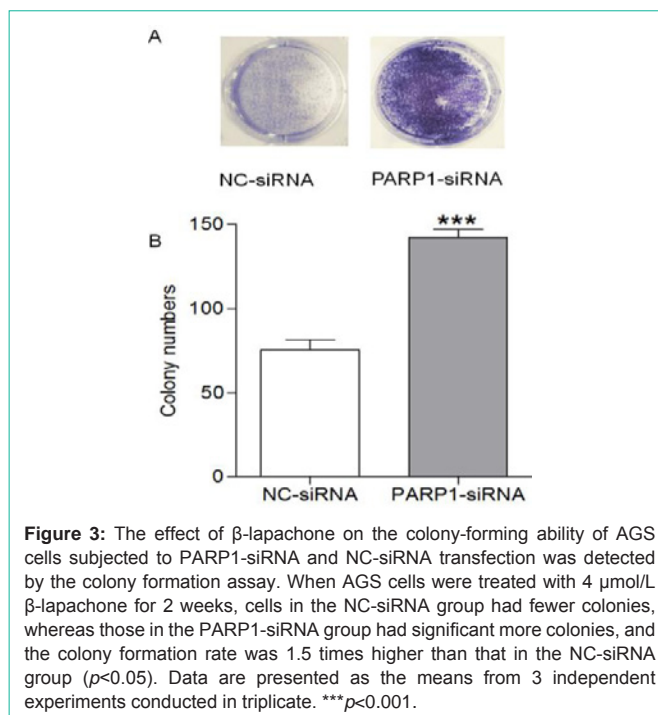 A
NC-siRNA PARP1-siRNA
B
Colony numbers
150
100
50
0
***
NC-siRNA PARP1-siRNA
Figure 3: The effect of β-lapachone on the colony-forming ability of AGS
cells subjected to PARP1-siRNA and NC-siRNA transfection was detected
by the colony formation assay. When AGS cells were treated with 4 μmol/L
β-lapachone for 2 weeks, cells in the NC-siRNA group had fewer colonies,
whereas those in the PARP1-siRNA group had significant more colonies, and
the colony formation rate was 1.5 times higher than that in the NC-siRNA
group (p<0.05). Data are presented as the means from 3 independent
experiments conducted in triplicate. ***p<0.001.